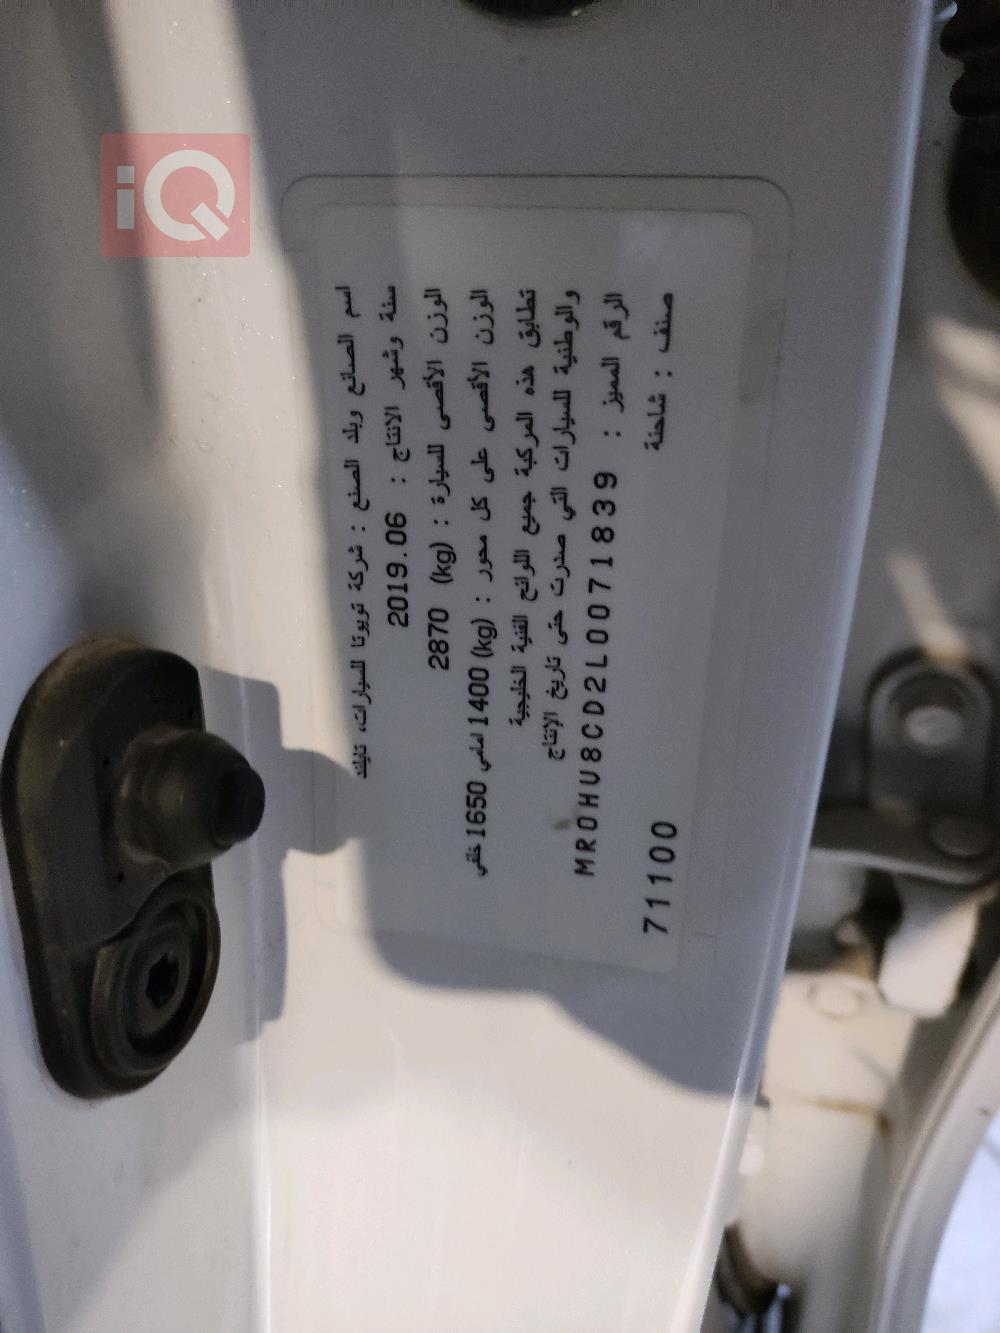 iQ
اسم الصانع وبلد الصنع : شركة تويوتا للسيارات، تايلند
سنة وشهر الانتاج : 2019.06
الوزن الأقصى للسيارة : (kg) 2870
الوزن الأقصى على كل محور : (kg) 1400 امامي 1650 خلفي
تطابق هذه المركبة جميع اللوائح الفنية الخليجية
والوطنية للسيارات التي صدرت حتى تاريخ الإنتاج
الرقم المميز : MR0HU8CD2L0071839
صنف : شاحنة 71100